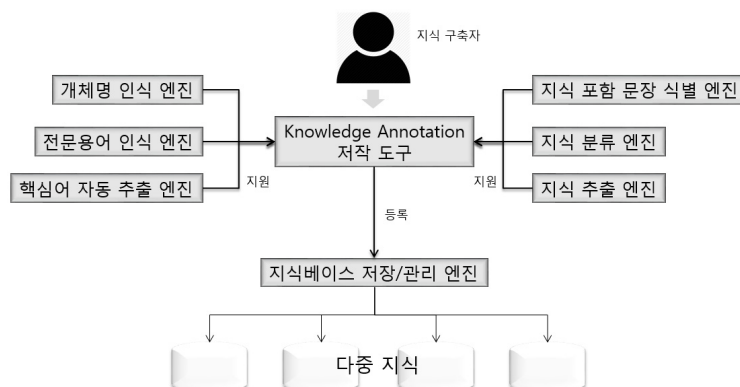 지식 구축자
개체명 인식 엔진
전문용어 인식 엔진
핵심어 자동 추출 엔진
지원
Knowledge Annotation
저작 도구
지식 포함 문장 식별 엔진
지식 분류 엔진
지식 추출 엔진
지원
등록
지식베이스 저장/관리 엔진
다중 지식